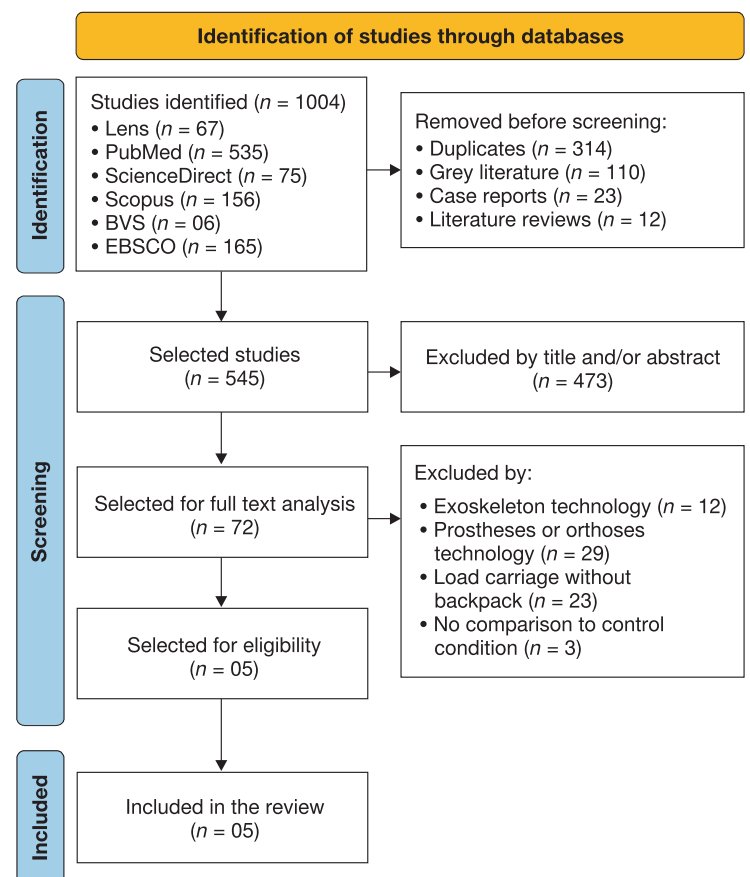 Identification of studies through databases
Identification
Studies identified (n = 1004)
• Lens (n = 67)
• PubMed (n = 535)
• ScienceDirect (n = 75)
• Scopus (n = 156)
• BVS (n = 06)
• EBSCO (n = 165)
Removed before screening:
• Duplicates (n = 314)
• Grey literature (n = 110)
• Case reports (n = 23)
• Literature reviews (n = 12)
Screening
Selected studies
(n = 545)
Excluded by title and/or abstract
(n = 473)
Selected for full text analysis
(n = 72)
Excluded by:
• Exoskeleton technology (n = 12)
• Prostheses or orthoses
technology (n = 29)
• Load carriage without
backpack (n = 23)
• No comparison to control
condition (n = 3)
Selected for eligibility
(n = 05)
Included
Included in the review
(n = 05)